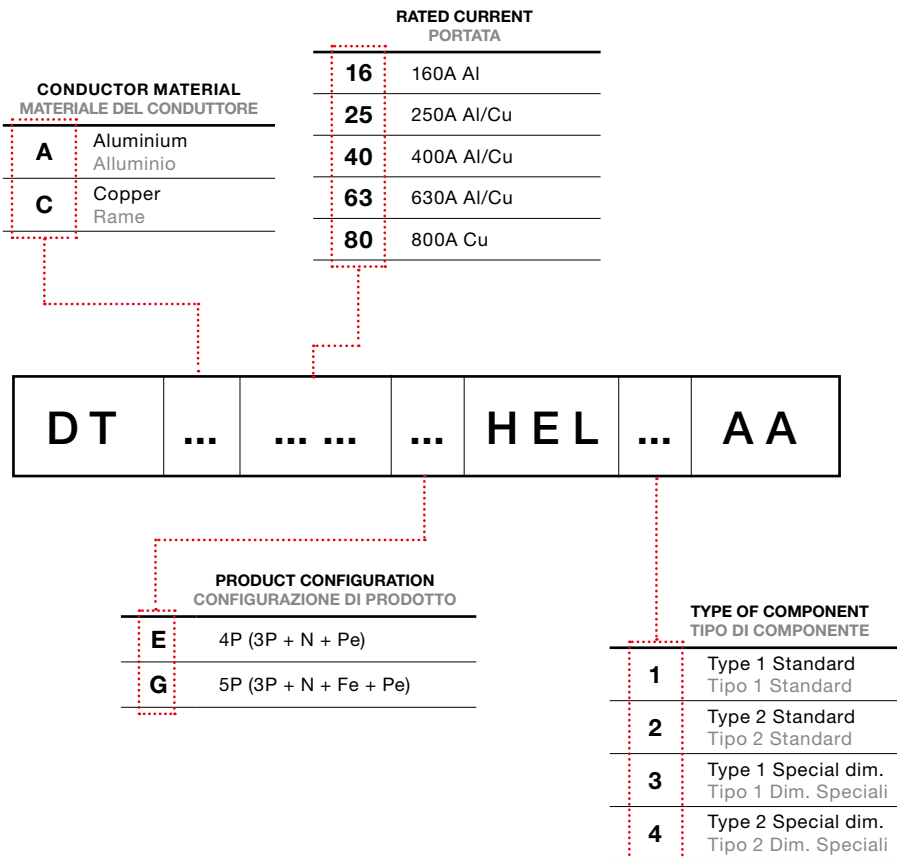 RATED CURRENT
PORTATA
16 160A Al
25 250A Al/Cu
40 400A Al/Cu
63 630A Al/Cu
80 800A Cu
CONDUCTOR MATERIAL
MATERIALE DEL CONDUTTORE
A Aluminium
Alluminio
C Copper
Rame
D T ... ... ... ... H E L ... A A
PRODUCT CONFIGURATION
CONFIGURAZIONE DI PRODOTTO
E 4P (3P + N + Pe)
G 5P (3P + N + Fe + Pe)
TYPE OF COMPONENT
TIPO DI COMPONENTE
1 Type 1 Standard
Tipo 1 Standard
2 Type 2 Standard
Tipo 2 Standard
3 Type 1 Special dim.
Tipo 1 Dim. Speciali
4 Type 2 Special dim.
Tipo 2 Dim. Speciali